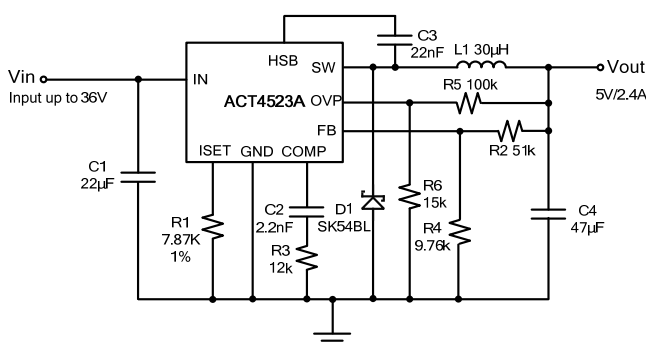 C3
22nF
HSB
SW
L1 30µH
Vin
IN
Vout
Input up to 36V
R5 100k
5V/2.4A
ACT4523A
OVP
FB
R2 51k
ISET
GND
COMP
C1
22µF
R6
15k
C2
2.2nF
D1
SK54BL
R1
7.87K
1%
R4
9.76k
C4
47µF
R3
12k